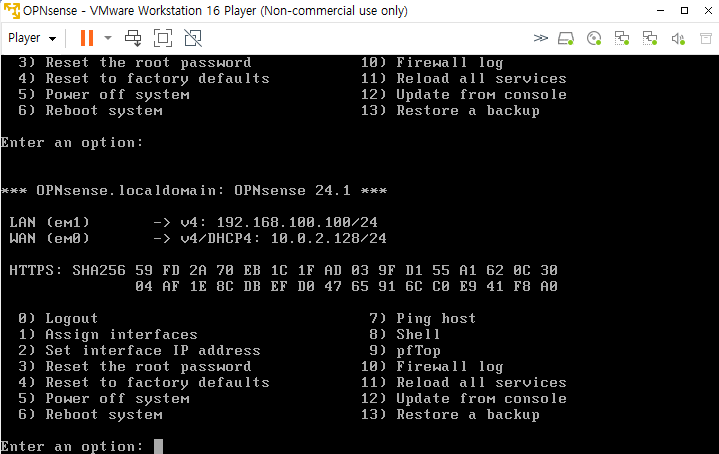 OPNsense - VMware Workstation 16 Player (Non-commercial use only)
Player
3) Reset the root password 10) Firewall log
4) Reset to factory defaults 11) Reload all services
5) Power off system 12) Update from console
6) Reboot system 13) Restore a backup
Enter an option:
*** OPNsense.localdomain: OPNsense 24.1 ***
LAN (em1) -> v4: 192.168.100.100/24
WAN (em0) -> v4/DHCP4: 10.0.2.128/24
HTTPS: SHA256 59 FD 2A 70 EB 1C 1F AD 03 9F D1 55 A1 62 0C 30
04 AF 1E 8C DB EF D0 47 65 91 6C C0 E9 41 F8 A0
0) Logout 7) Ping host
1) Assign interfaces 8) Shell
2) Set interface IP address 9) pfTop
3) Reset the root password 10) Firewall log
4) Reset to factory defaults 11) Reload all services
5) Power off system 12) Update from console
6) Reboot system 13) Restore a backup
Enter an option: